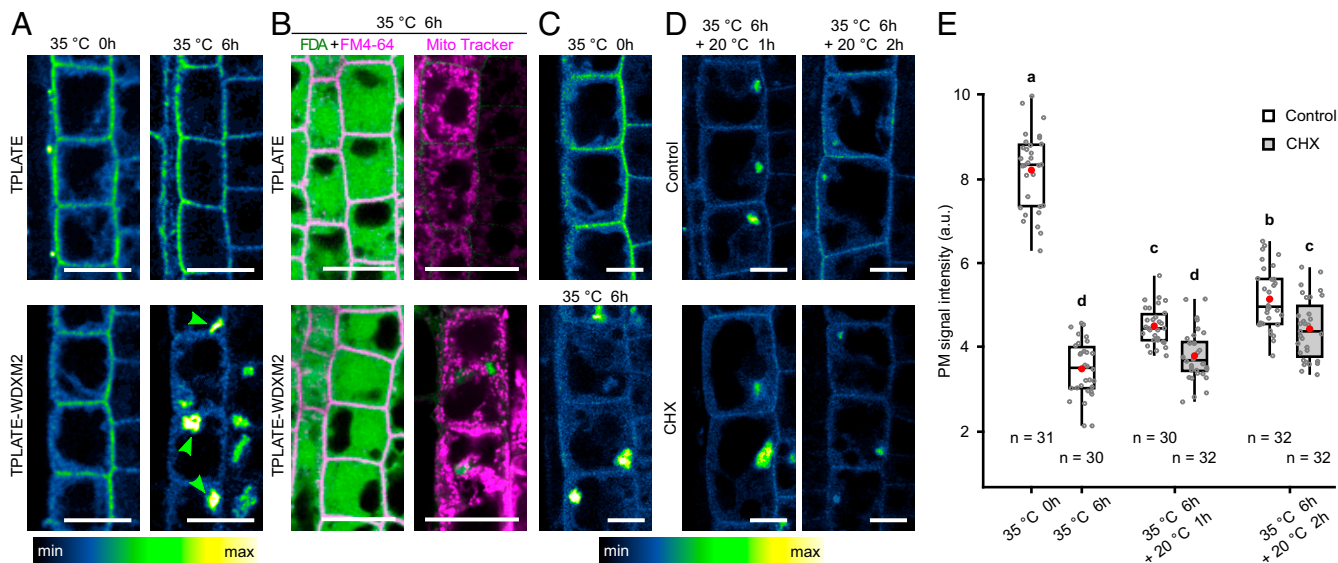 A
35 °C 0h
35 °C 6h
TPLATE
TPLATE-WDXM2
min
max
B
35 °C 6h
FDA+FM4-64
Mito Tracker
TPLATE
TPLATE-WDXM2
C
35 °C 0h
35 °C 6h
D
35 °C 6h
+ 20 °C 1h
35 °C 6h
+ 20 °C 2h
Control
CHX
min
max
E
PM signal intensity (a.u.)
10
8
6
4
2
a
d
c
d
b
c
Control
CHX
n = 31
n = 30
n = 30
n = 32
n = 32
n = 32
35 °C 0h
35 °C 6h
35 °C 6h
+ 20 °C 1h
35 °C 6h
+ 20 °C 2h